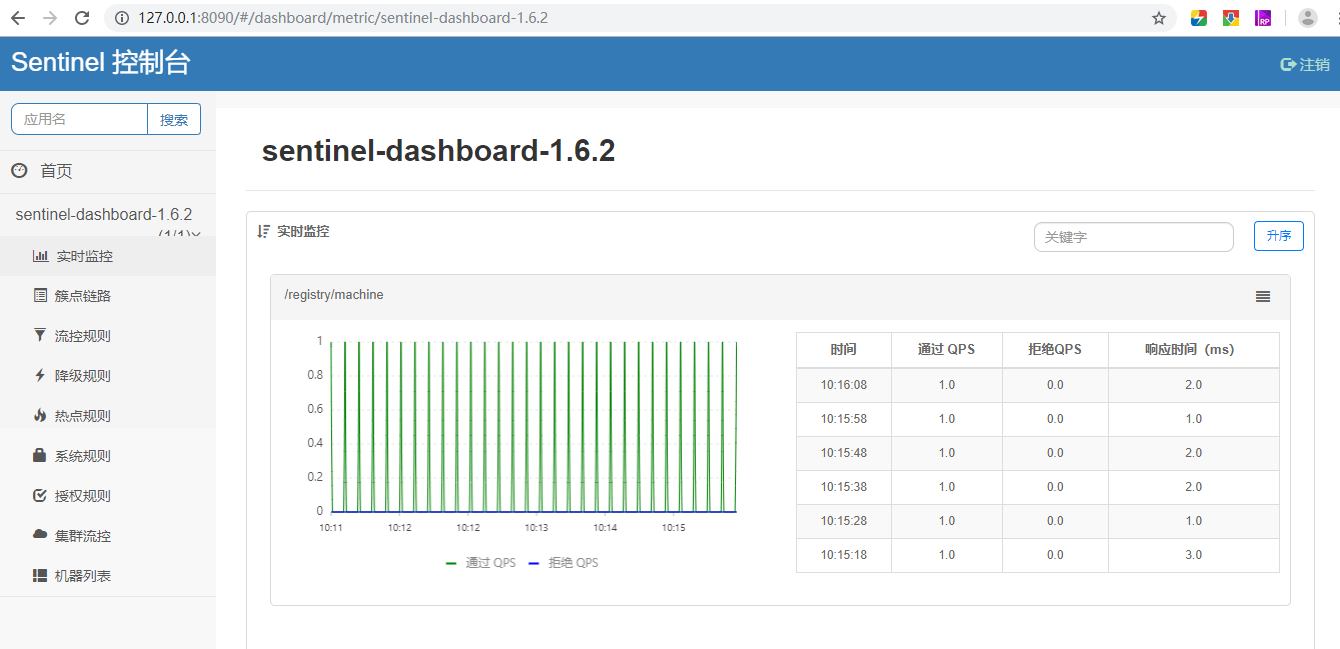 127.0.0.1:8090/#/dashboard/metric/sentinel-dashboard-1.6.2
RP
Sentinel 控制台
注销
应用名 搜索
首页
sentinel-dashboard-1.6.2
(1/1)
实时监控
簇点链路
流控规则
降级规则
热点规则
系统规则
授权规则
集群流控
机器列表
sentinel-dashboard-1.6.2
实时监控 关键字 升序
/registry/machine
1
0.8
0.6
0.4
0.2
0
10:11 10:12 10:12 10:13 10:14 10:15
通过 QPS 拒绝 QPS
时间 通过 QPS 拒绝QPS 响应时间（ms）
10:16:08 1.0 0.0 2.0
10:15:58 1.0 0.0 1.0
10:15:48 1.0 0.0 2.0
10:15:38 1.0 0.0 2.0
10:15:28 1.0 0.0 1.0
10:15:18 1.0 0.0 3.0